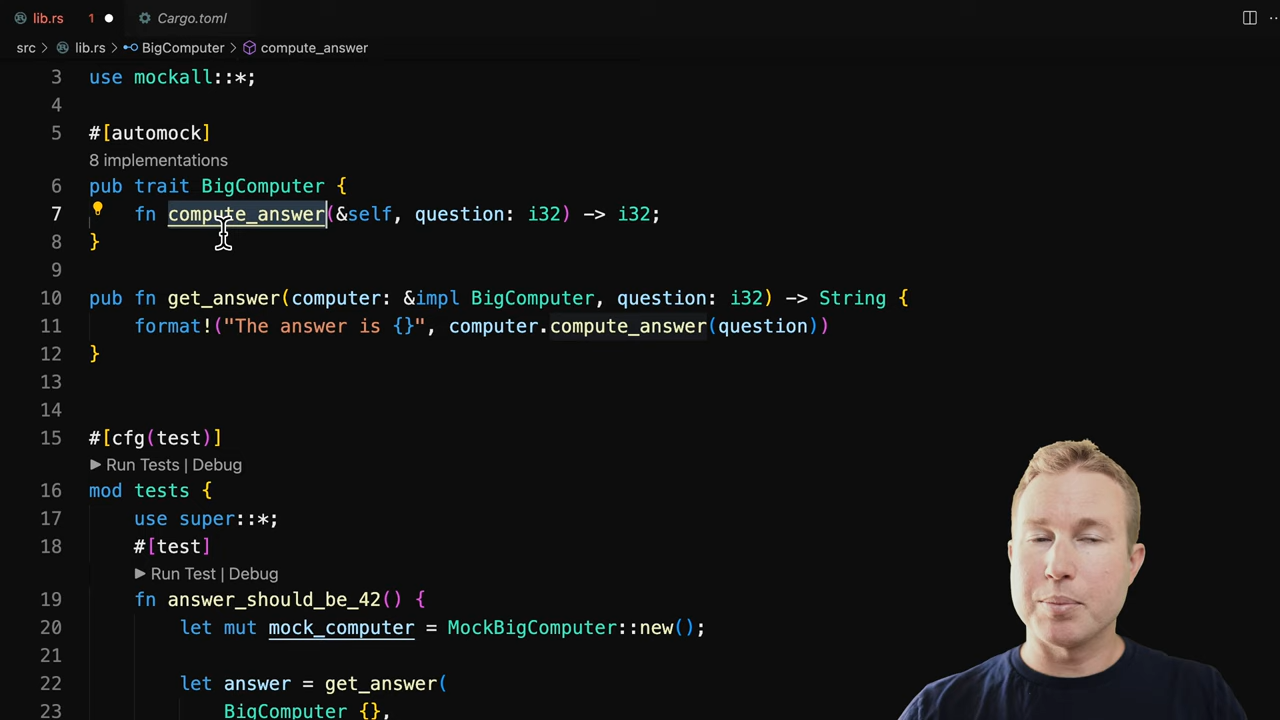 lib.rs 1 Cargo.toml
src > lib.rs > BigComputer > compute_answer
3 use mockall::*;
4
5 #[automock]
8 implementations
6 pub trait BigComputer {
7 fn compute_answer(&self, question: i32) -> i32;
8 }
9
10 pub fn get_answer(computer: &impl BigComputer, question: i32) -> String {
11 format!("The answer is {}", computer.compute_answer(question))
12 }
13
14
15 #[cfg(test)]
Run Tests | Debug
16 mod tests {
17 use super::*;
18 #[test]
Run Test | Debug
19 fn answer_should_be_42() {
20 let mut mock_computer = MockBigComputer::new();
21
22 let answer = get_answer(
23 BigComputer {},